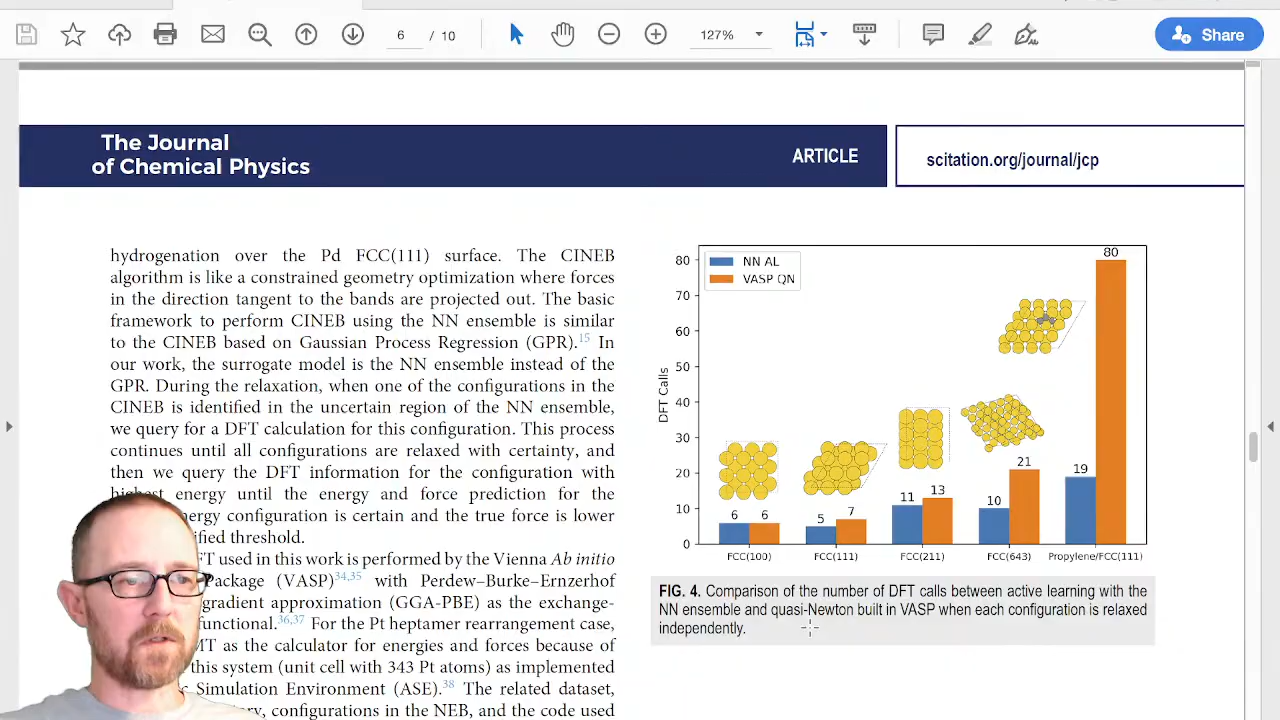 6 / 10
127%
Share
The Journal
of Chemical Physics
ARTICLE
scitation.org/journal/jcp
hydrogenation over the Pd FCC(111) surface. The CINEB
algorithm is like a constrained geometry optimization where forces
in the direction tangent to the bands are projected out. The basic
framework to perform CINEB using the NN ensemble is similar
to the CINEB based on Gaussian Process Regression (GPR).15 In
our work, the surrogate model is the NN ensemble instead of the
GPR. During the relaxation, when one of the configurations in the
CINEB is identified in the uncertain region of the NN ensemble,
we query for a DFT calculation for this configuration. This process
continues until all configurations are relaxed with certainty, and
then we query the DFT information for the configuration with
highest energy until the energy and force prediction for the
energy configuration is certain and the true force is lower
threshold.
DFT used in this work is performed by the Vienna Ab initio
Package (VASP)34,35 with Perdew–Burke–Ernzerhof
gradient approximation (GGA-PBE) as the exchange-
functional.36,37 For the Pt heptamer rearrangement case,
as the calculator for energies and forces because of
this system (unit cell with 343 Pt atoms) as implemented
Simulation Environment (ASE).38 The related dataset,
configurations in the NEB, and the code used
NN AL
VASP QN
DFT Calls
80
70
60
50
40
30
20
10
0
6 6
5 7
11 13
10 21
19 80
FCC(100) FCC(111) FCC(211) FCC(643) Propylene/FCC(111)
FIG. 4. Comparison of the number of DFT calls between active learning with the
NN ensemble and quasi-Newton built in VASP when each configuration is relaxed
independently.